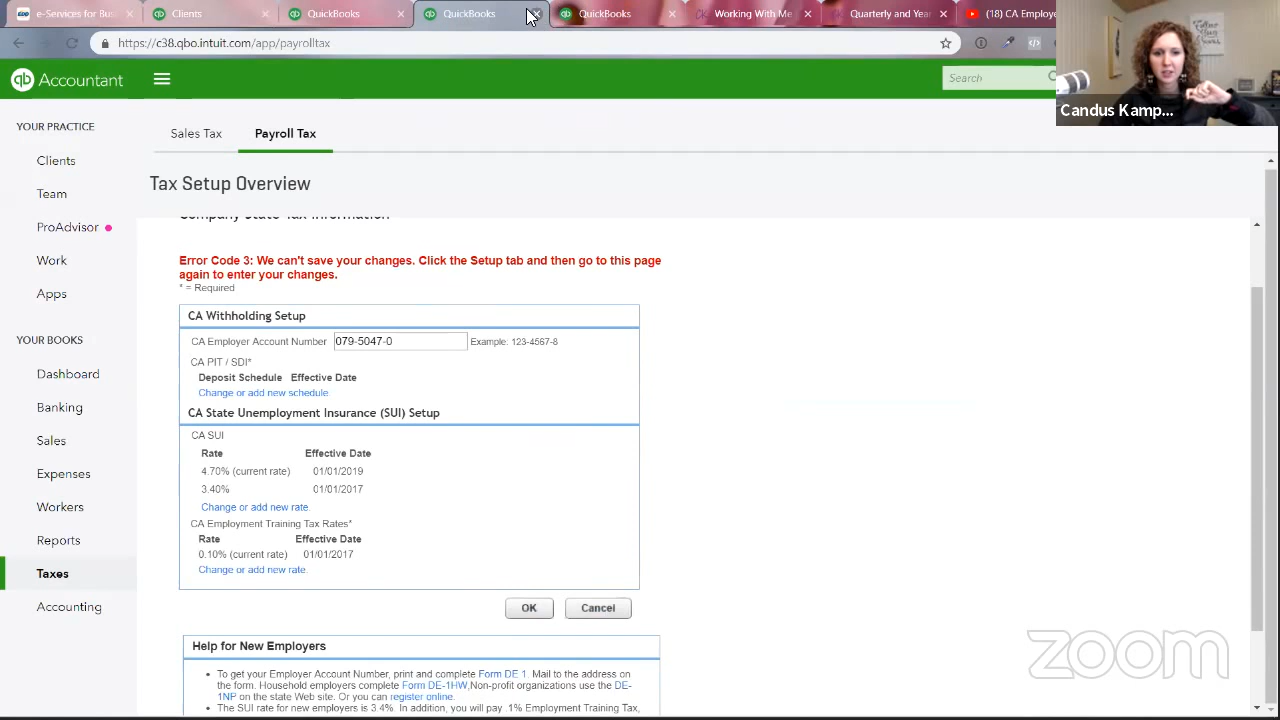 e-Services for Busi
Clients
QuickBooks
QuickBooks
QuickBooks
Working With Me
Quarterly and Year
(18) CA Employe
https://c38.qbo.intuit.com/app/payrolltax
qb Accountant
Search
Candus Kamp...
YOUR PRACTICE
Clients
Team
ProAdvisor
Work
Apps
YOUR BOOKS
Dashboard
Banking
Sales
Expenses
Workers
Reports
Taxes
Accounting
Sales Tax
Payroll Tax
Tax Setup Overview
Company State Tax Information
Error Code 3: We can't save your changes. Click the Setup tab and then go to this page
again to enter your changes.
* = Required
CA Withholding Setup
CA Employer Account Number 079-5047-0 Example: 123-4567-8
CA PIT / SDI*
Deposit Schedule Effective Date
Change or add new schedule.
CA State Unemployment Insurance (SUI) Setup
CA SUI
Rate Effective Date
4.70% (current rate) 01/01/2019
3.40% 01/01/2017
Change or add new rate.
CA Employment Training Tax Rates*
Rate Effective Date
0.10% (current rate) 01/01/2017
Change or add new rate.
OK Cancel
Help for New Employers
• To get your Employer Account Number, print and complete Form DE 1. Mail to the address on
the form. Household employers complete Form DE-1HW,Non-profit organizations use the DE-
1NP on the state Web site. Or you can register online.
• The SUI rate for new employers is 3.4%. In addition, you will pay .1% Employment Training Tax,
zoom